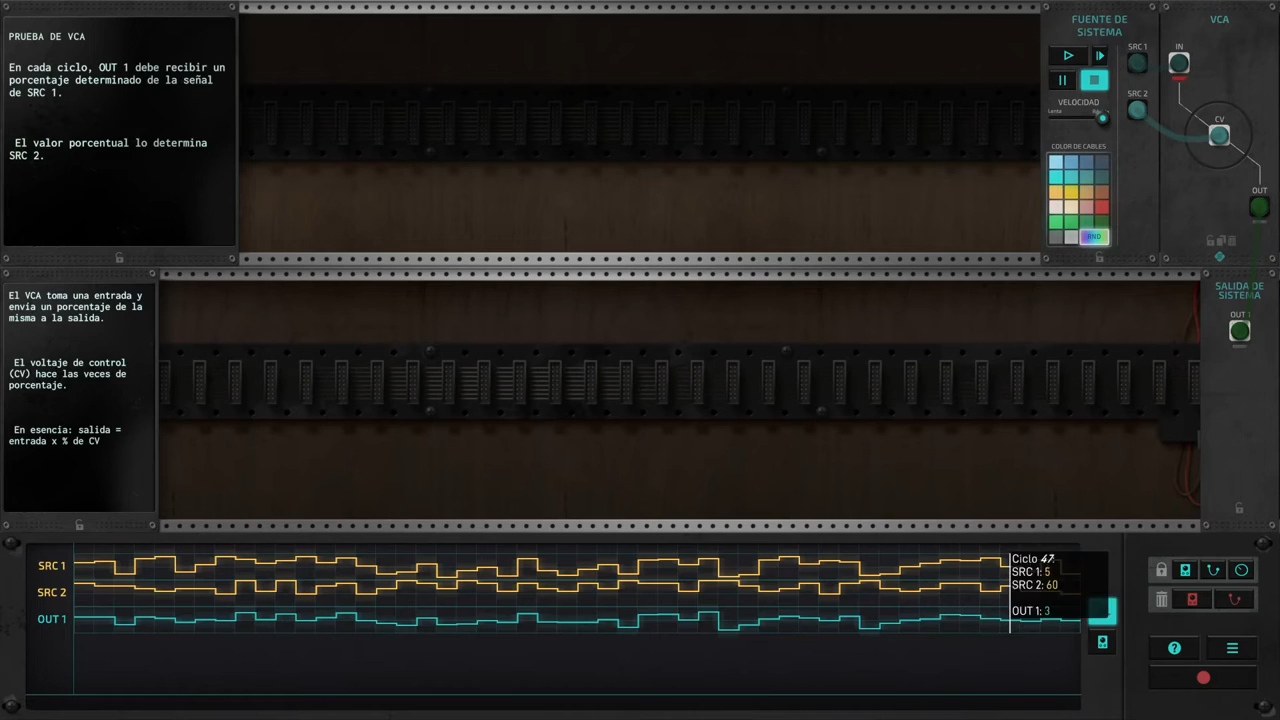 PRUEBA DE VCA
En cada ciclo, OUT 1 debe recibir un
porcentaje determinado de la señal
de SRC 1.
El valor porcentual lo determina
SRC 2.
FUENTE DE
SISTEMA
VELOCIDAD
Lenta
COLOR DE CABLES
RND
SRC 1
SRC 2
VCA
IN
CV
OUT
El VCA toma una entrada y
envía un porcentaje de la
misma a la salida.
El voltaje de control
(CV) hace las veces de
porcentaje.
En esencia: salida =
entrada x % de CV
SALIDA DE
SISTEMA
OUT 1
SRC 1
SRC 2
OUT 1
Ciclo 47
SRC 1: 5
SRC 2: 60
OUT 1: 3
?